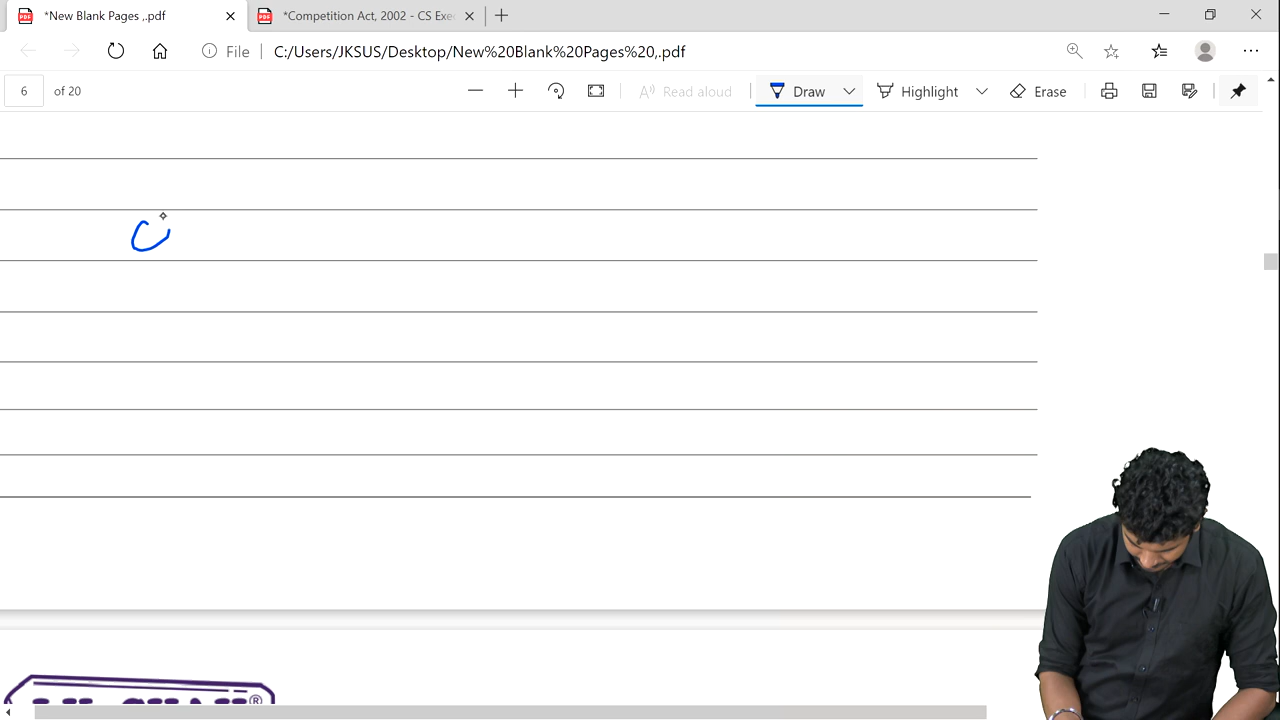 *New Blank Pages ,.pdf
*Competition Act, 2002 - CS Exe
File
C:/Users/JKSUS/Desktop/New%20Blank%20Pages%20,.pdf
6 of 20
A)) Read aloud
Draw
Highlight
Erase